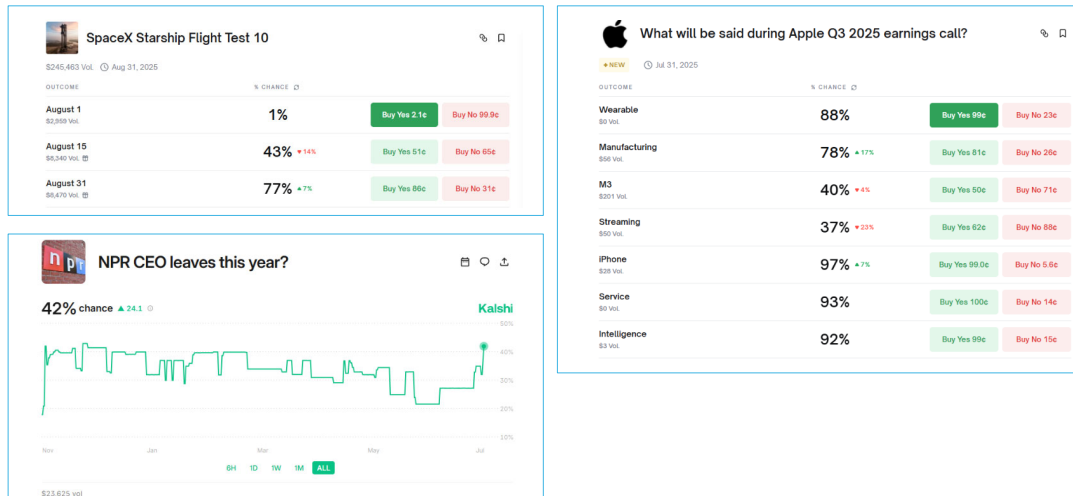 SpaceX Starship Flight Test 10
$245,463 Vol. Aug 31, 2025
OUTCOME % CHANCE
August 1
$2,959 Vol.
1% Buy Yes 2.1¢ Buy No 99.9¢
August 15
$8,340 Vol.
43% 14% Buy Yes 51¢ Buy No 65¢
August 31
$8,470 Vol.
77% 7% Buy Yes 86¢ Buy No 31¢
npr
NPR CEO leaves this year?
42% chance 24.1
Kalshi
50%
40%
30%
20%
10%
Nov Jan Mar May Jul
6H 1D 1W 1M ALL
$23,625 vol
What will be said during Apple Q3 2025 earnings call?
+ NEW Jul 31, 2025
OUTCOME % CHANCE
Wearable
$0 Vol.
88% Buy Yes 99¢ Buy No 23¢
Manufacturing
$56 Vol.
78% 17% Buy Yes 81¢ Buy No 26¢
M3
$201 Vol.
40% 4% Buy Yes 50¢ Buy No 71¢
Streaming
$50 Vol.
37% 23% Buy Yes 62¢ Buy No 88¢
iPhone
$28 Vol.
97% 7% Buy Yes 99.0¢ Buy No 5.6¢
Service
$0 Vol.
93% Buy Yes 100¢ Buy No 14¢
Intelligence
$3 Vol.
92% Buy Yes 99¢ Buy No 15¢